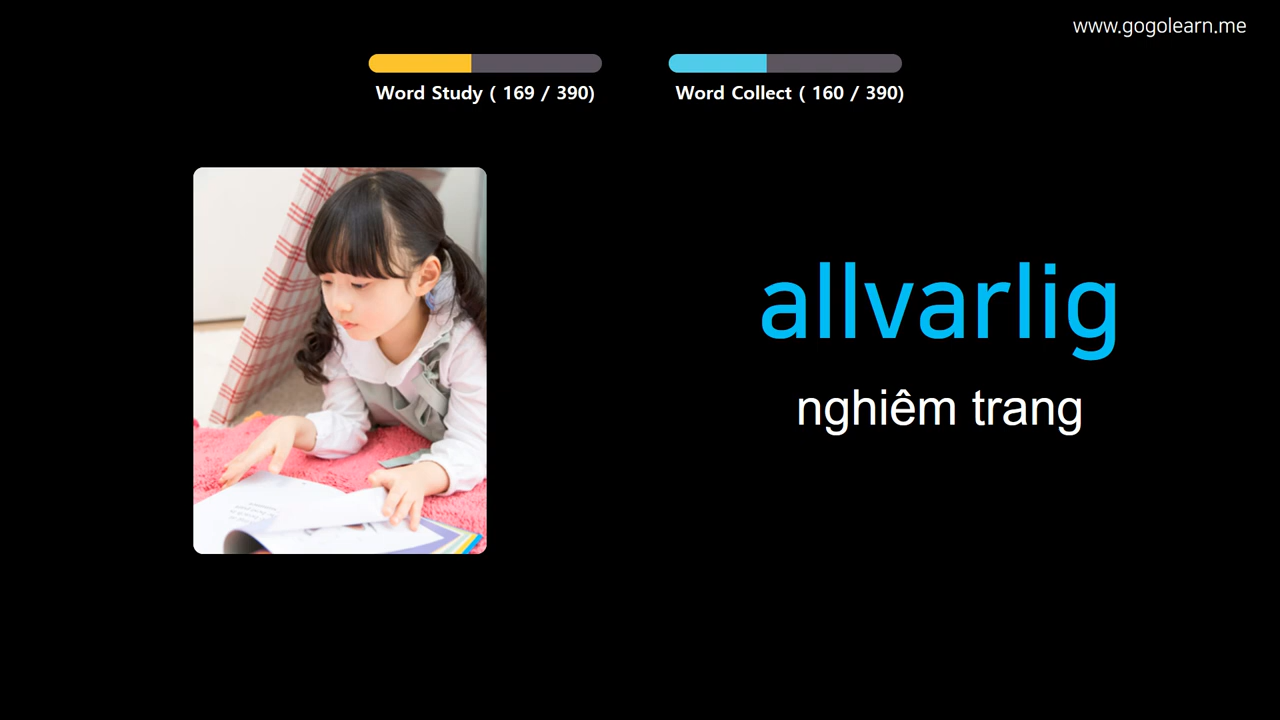 www.gogolearn.me
Word Study ( 169 / 390)
Word Collect ( 160 / 390)
allvarlig
nghiêm trang